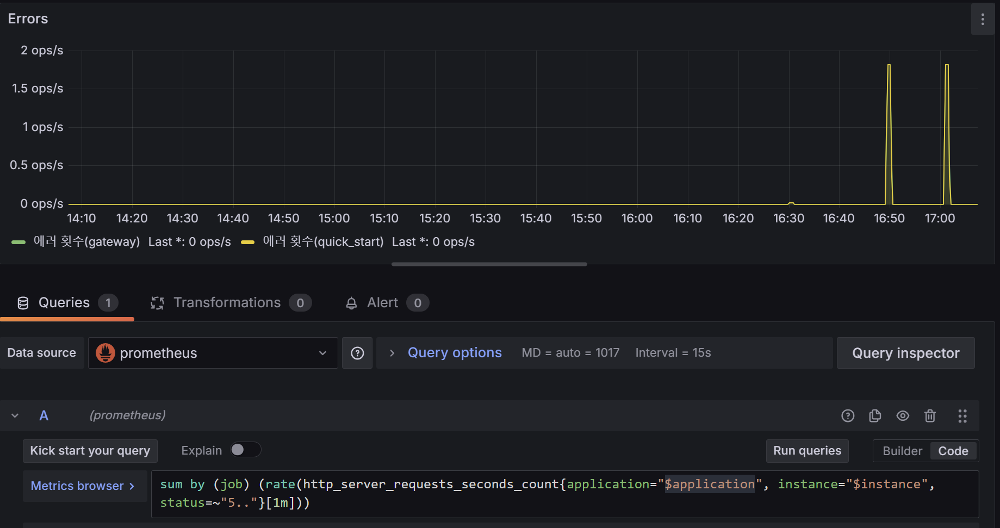 Errors
2 ops/s
1.5 ops/s
1 ops/s
0.5 ops/s
0 ops/s
14:10 14:20 14:30 14:40 14:50 15:00 15:10 15:20 15:30 15:40 15:50 16:00 16:10 16:20 16:30 16:40 16:50 17:00
에러 횟수(gateway) Last *: 0 ops/s 에러 횟수(quick_start) Last *: 0 ops/s
Queries 1 Transformations 0 Alert 0
Data source prometheus Query options MD = auto = 1017 Interval = 15s Query inspector
A (prometheus)
Kick start your query Explain Run queries Builder Code
Metrics browser > sum by (job) (rate(http_server_requests_seconds_count{application="$application", instance="$instance",
status=~"5.."}[1m]))